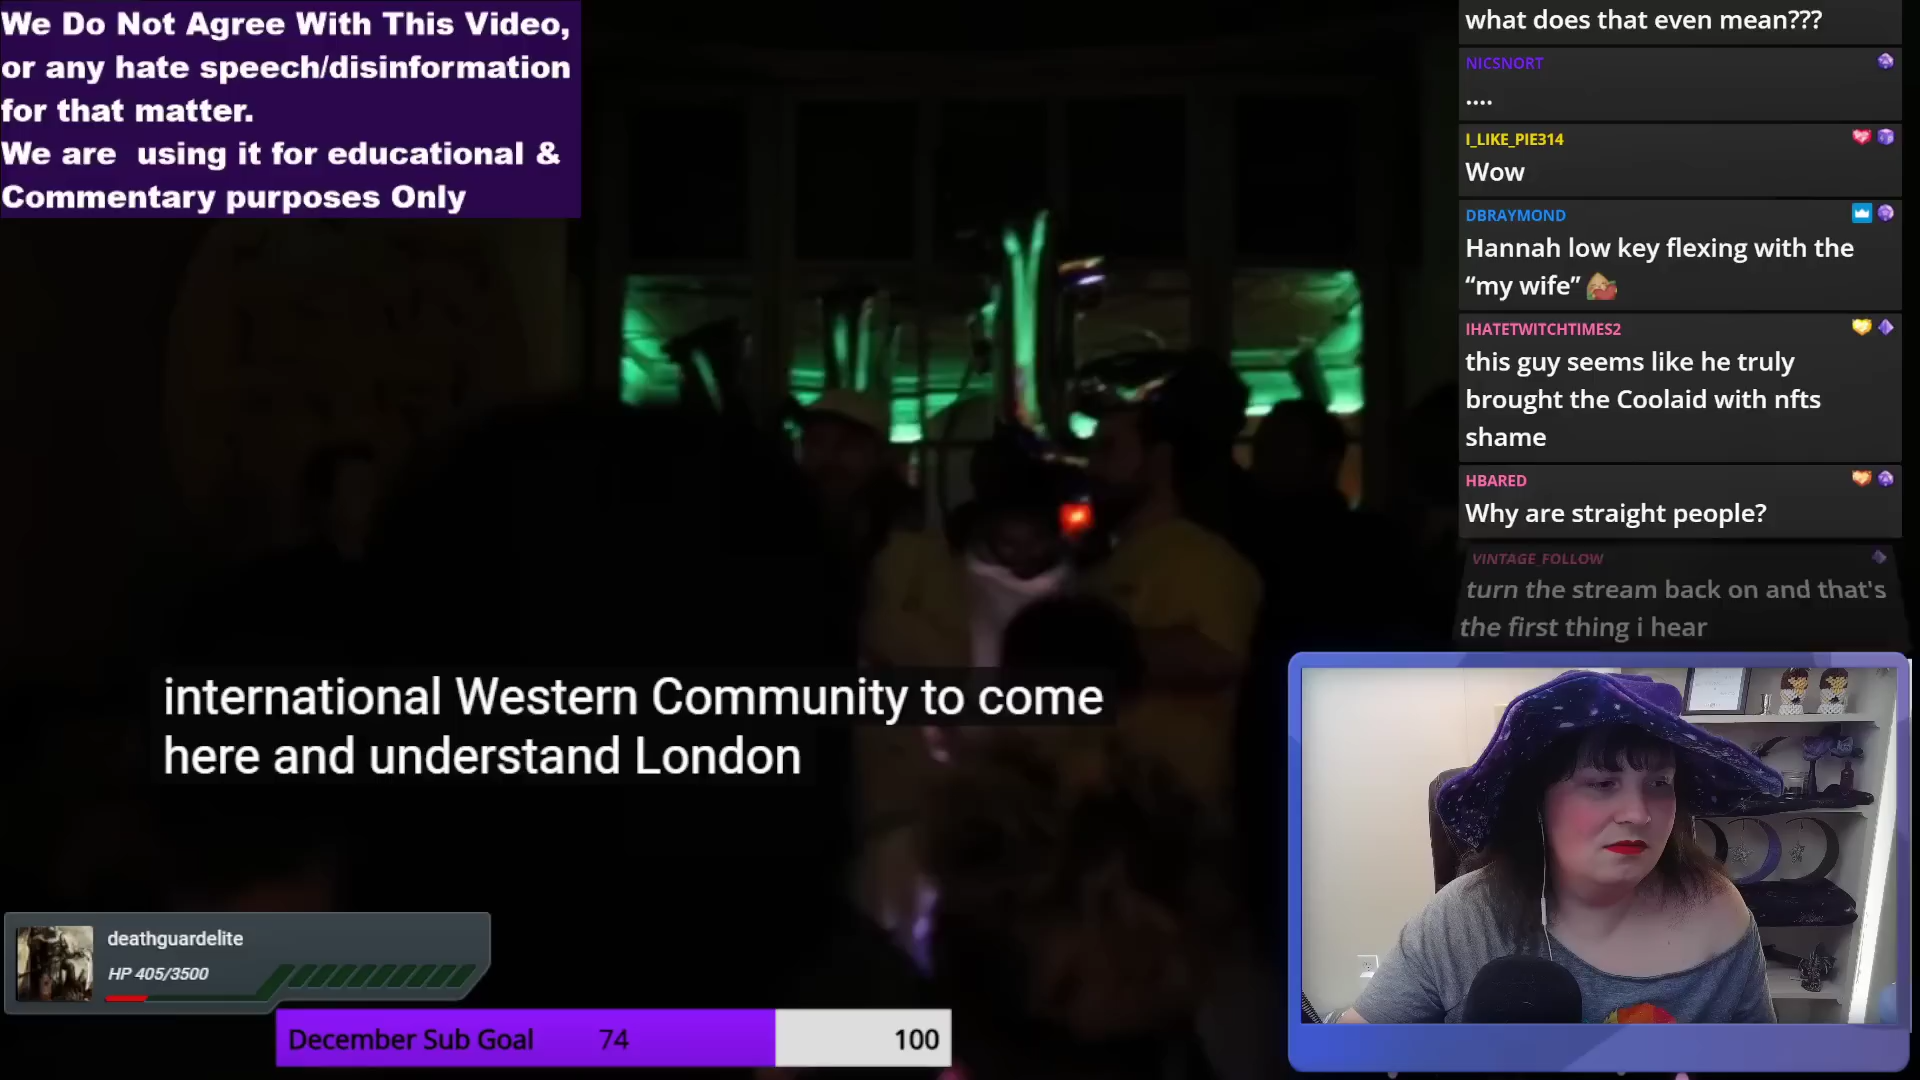 We Do Not Agree With This Video,
or any hate speech/disinformation
for that matter.
We are using it for educational &
Commentary purposes Only
what does that even mean???
NICSNORT
....
I_LIKE_PIE314
Wow
DBRAYMOND
Hannah low key flexing with the
“my wife”
IHATETWITCHTIMES2
this guy seems like he truly
brought the Coolaid with nfts
shame
HBARED
Why are straight people?
VINTAGE_FOLLOW
turn the stream back on and that's
the first thing i hear
international Western Community to come
here and understand London
deathguardelite
HP 405/3500
December Sub Goal 74 100